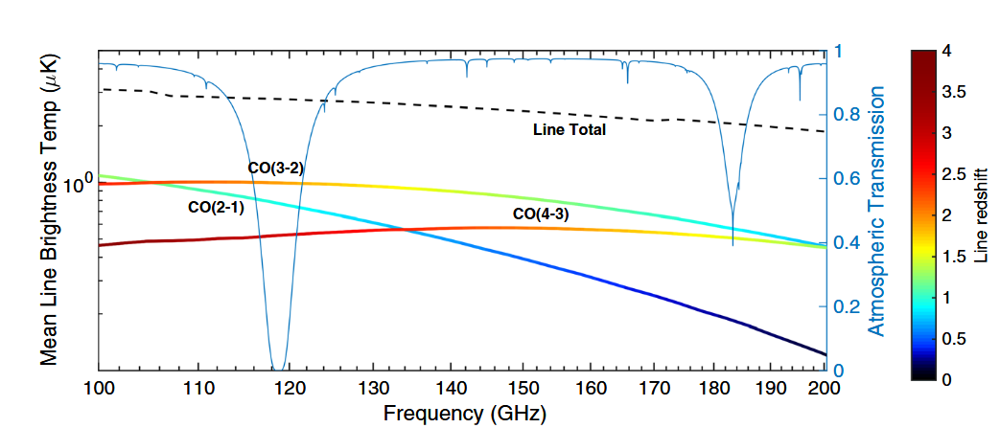 Mean Line Brightness Temp (μK)
10^0
Line Total
CO(3-2)
CO(2-1)
CO(4-3)
100 110 120 130 140 150 160 170 180 190 200
Frequency (GHz)
1
0.8
0.6
0.4
0.2
0
Atmospheric Transmission
4
3.5
3
2.5
2
1.5
1
0.5
0
Line redshift